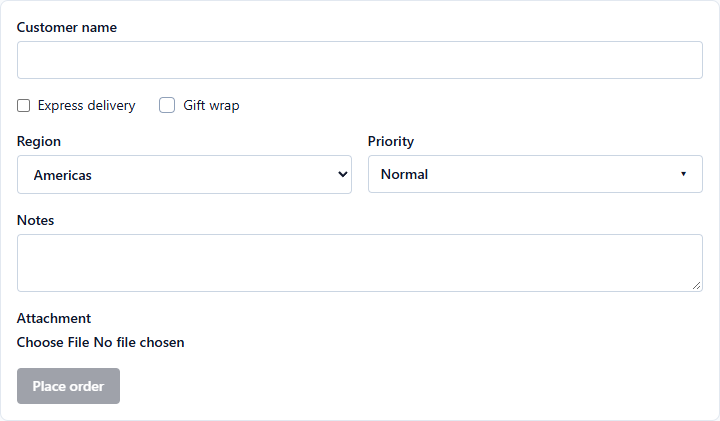 Customer name
Express delivery Gift wrap
Region Priority
Americas Normal
Notes
Attachment
Choose File No file chosen
Place order